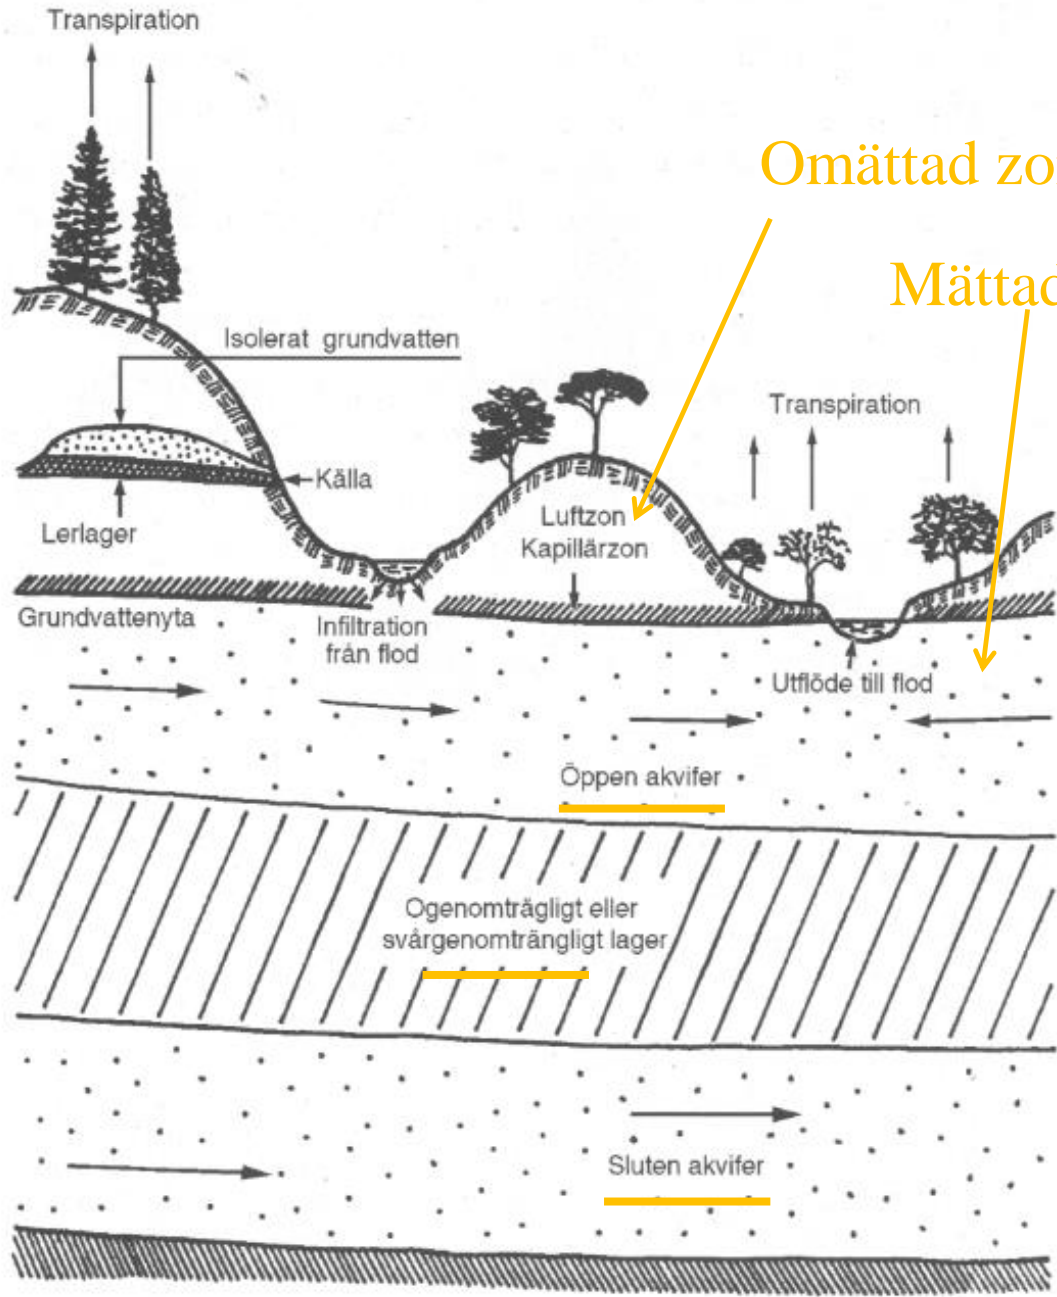 Transpiration
Omättad zo
Mättad
Isolerat grundvatten
Transpiration
Källa
Luftzon
Kapillärzon
Lerlager
Grundvattenyta
Infiltration
från flod
Utflöde till flod
Öppen akvifer
Ogenomträgligt eller
svårgenomträngligt lager
Sluten akvifer